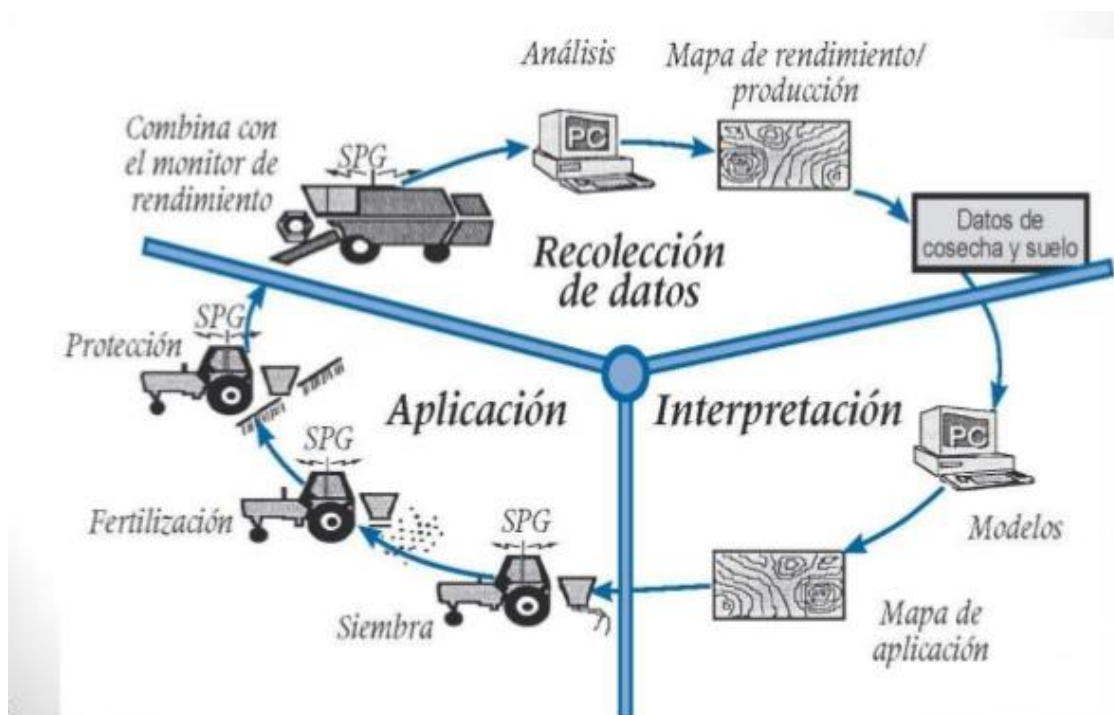 Análisis
Mapa de rendimiento/
producción
Combina con
el monitor de
rendimiento
SPG
PC
Datos de
cosecha y suelo
Recolección
de datos
SPG
Protección
Aplicación
Interpretación
PC
SPG
Fertilización
Modelos
SPG
Siembra
Mapa de
aplicación